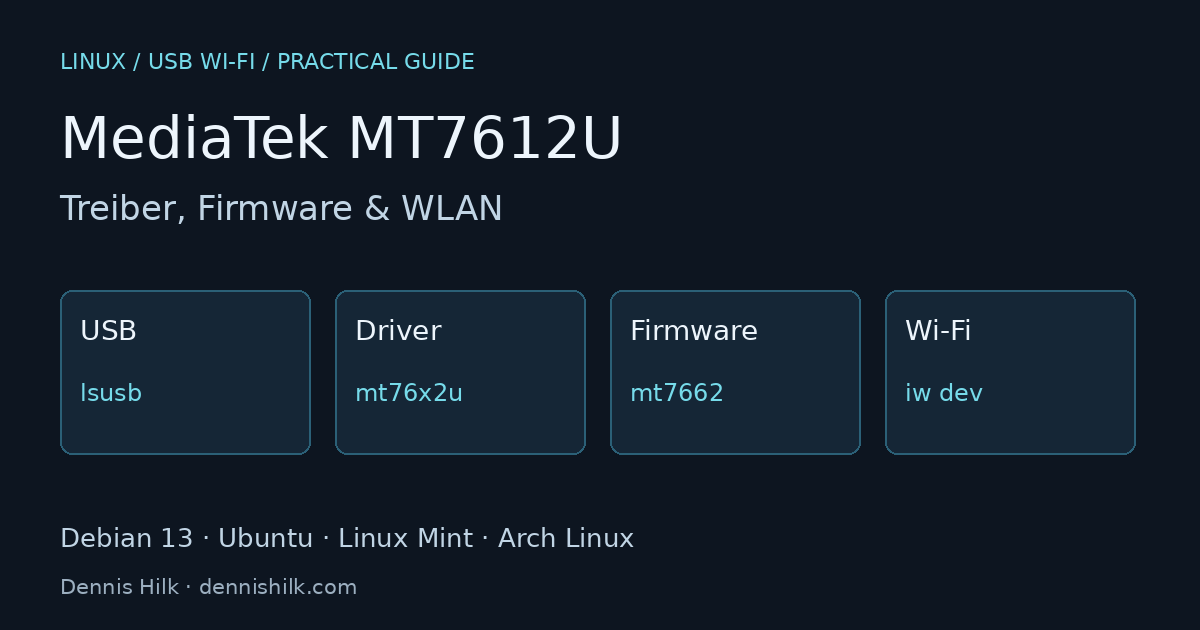 LINUX / USB WI-FI / PRACTICAL GUIDE
MediaTek MT7612U
Treiber, Firmware & WLAN
USB
lsusb
Driver
mt76x2u
Firmware
mt7662
Wi-Fi
iw dev
Debian 13 · Ubuntu · Linux Mint · Arch Linux
Dennis Hilk · dennishilk.com